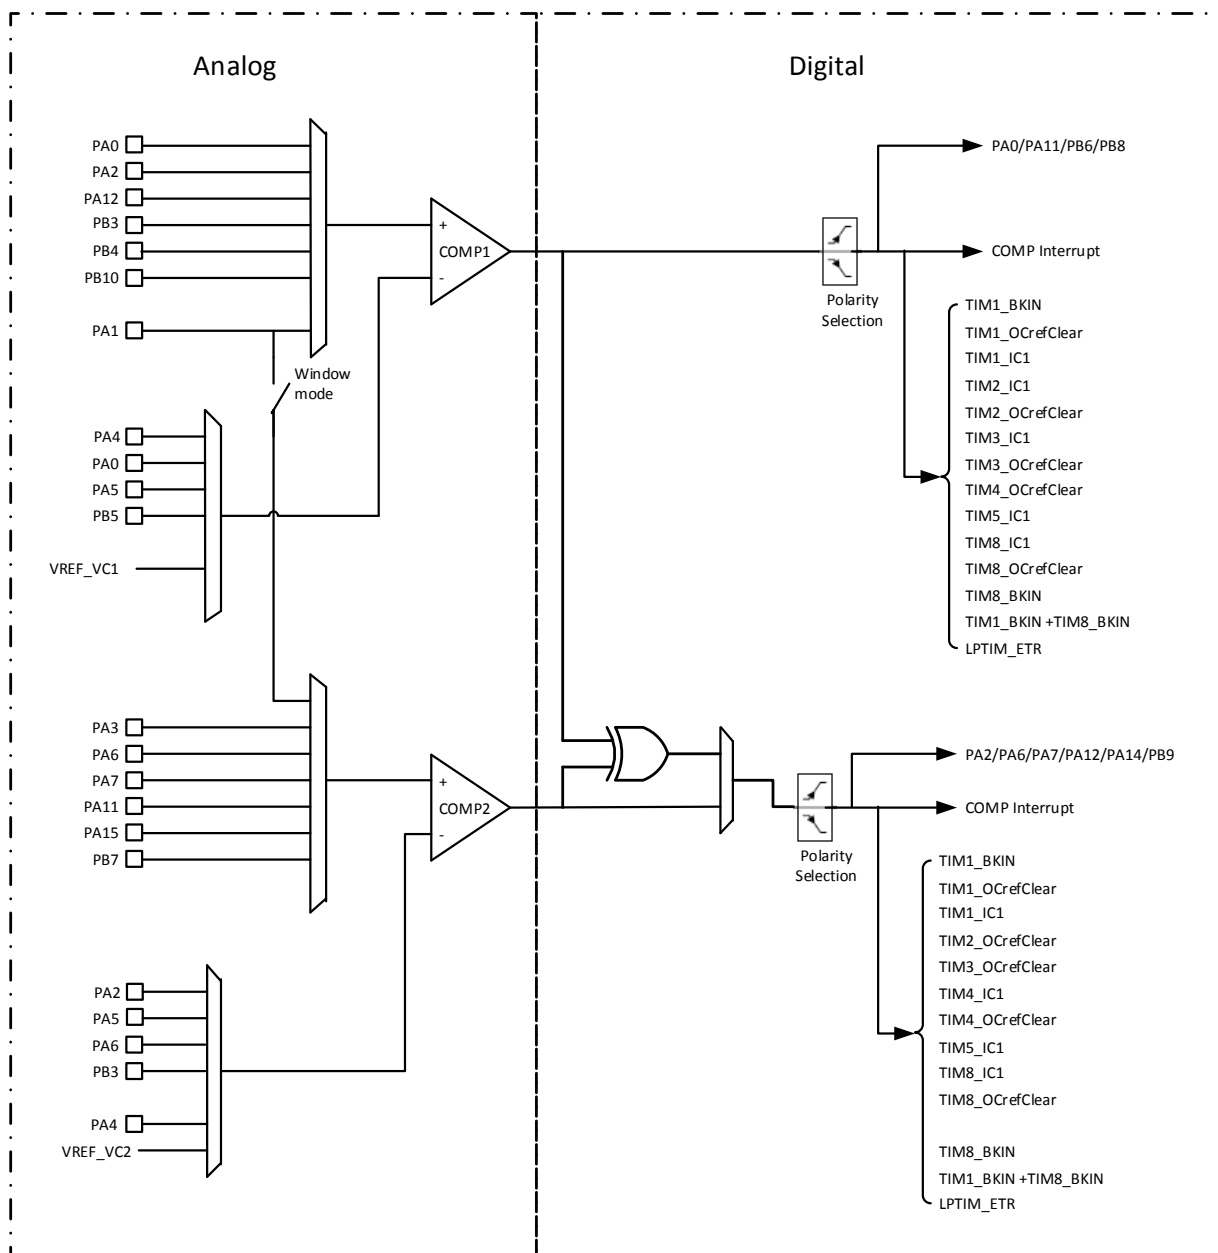 Analog
Digital
PA0
PA2
PA12
PB3
PB4
PB10
PA1
+
COMP1
-
Window
mode
PA4
PA0
PA5
PB5
VREF_VC1
Polarity
Selection
PA0/PA11/PB6/PB8
COMP Interrupt
TIM1_BKIN
TIM1_OCrefClear
TIM1_IC1
TIM2_IC1
TIM2_OCrefClear
TIM3_IC1
TIM3_OCrefClear
TIM4_OCrefClear
TIM5_IC1
TIM8_IC1
TIM8_OCrefClear
TIM8_BKIN
TIM1_BKIN +TIM8_BKIN
LPTIM_ETR
PA3
PA6
PA7
PA11
PA15
PB7
+
COMP2
-
PA2
PA5
PA6
PB3
PA4
VREF_VC2
Polarity
Selection
PA2/PA6/PA7/PA12/PA14/PB9
COMP Interrupt
TIM1_BKIN
TIM1_OCrefClear
TIM1_IC1
TIM2_OCrefClear
TIM3_OCrefClear
TIM4_IC1
TIM4_OCrefClear
TIM5_IC1
TIM8_IC1
TIM8_OCrefClear
TIM8_BKIN
TIM1_BKIN +TIM8_BKIN
LPTIM_ETR